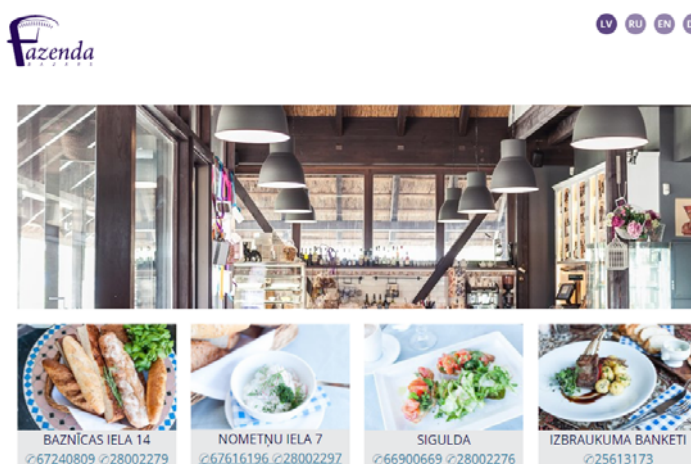 LV RU EN
Fazenda
BAZARS
BAZNĪCAS IELA 14
✆67240809 ✆28002279
NOMETŅU IELA 7
✆67616196 ✆28002297
SIGULDA
✆66900669 ✆28002276
IZBRAUKUMA BANKETI
✆25613173